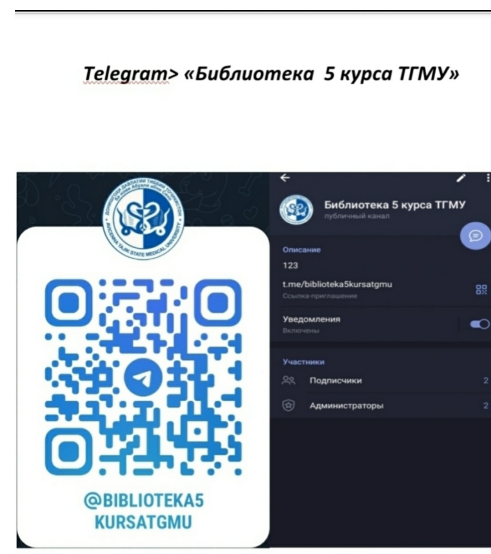 Telegram> «Библиотека 5 курса ТГМУ»
@BIBLIOTEKA5
KURSATGMU
Библиотека 5 курса ТГМУ
публичный канал
Описание
123
t.me/biblioteka5kursatgmu
Ссылка-приглашение
Уведомления
Включены
Участники
Подписчики 2
Администраторы 2